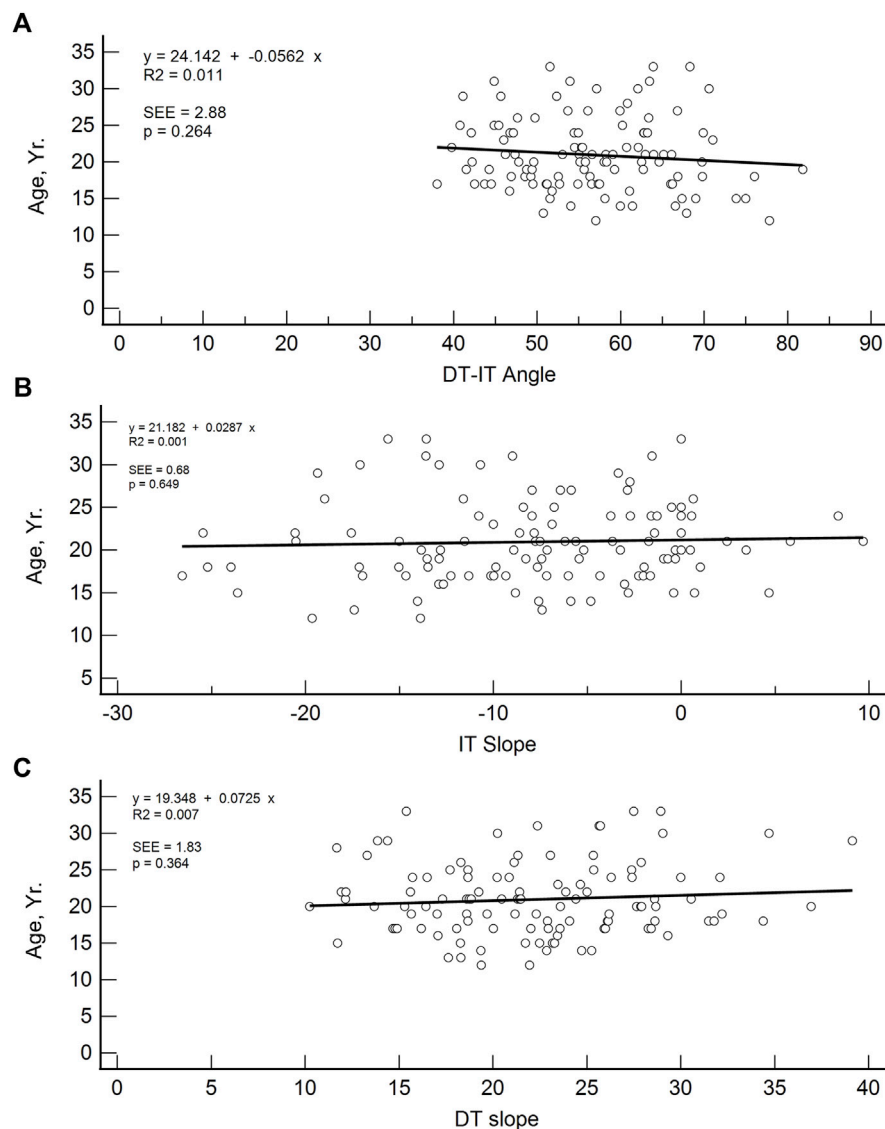 A
y = 24.142 + -0.0562 x
R2 = 0.011
SEE = 2.88
p = 0.264
Age, Yr.
35
30
25
20
15
10
5
0
0 10 20 30 40 50 60 70 80 90
DT-IT Angle
B
y = 21.182 + 0.0287 x
R2 = 0.001
SEE = 0.68
p = 0.649
Age, Yr.
35
30
25
20
15
10
5
-30 -20 -10 0 10
IT Slope
C
y = 19.348 + 0.0725 x
R2 = 0.007
SEE = 1.83
p = 0.364
Age, Yr.
35
30
25
20
15
10
5
0
0 5 10 15 20 25 30 35 40
DT slope